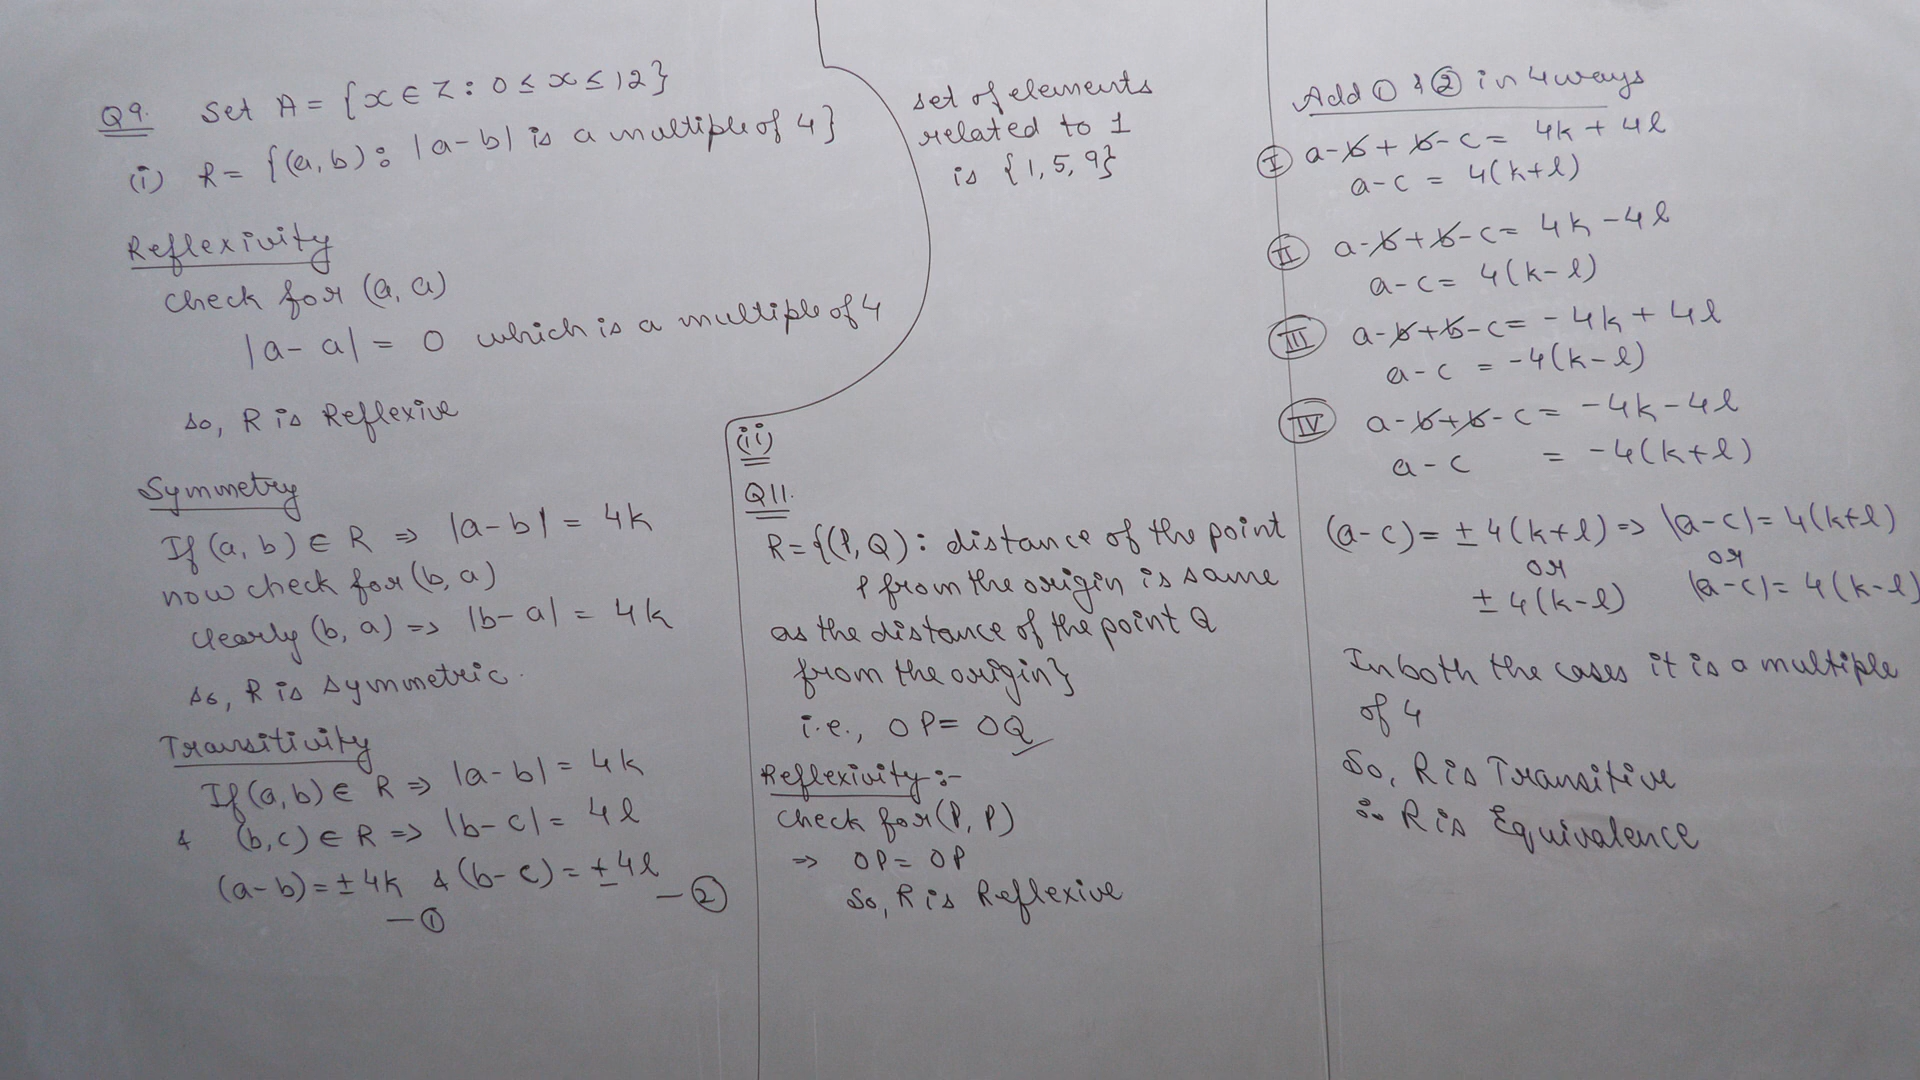 Q9. Set A = {x ∈ Z : 0 ≤ x ≤ 12}
(i) R = {(a, b) : |a-b| is a multiple of 4}
Reflexivity
check for (a, a)
|a - a| = 0 which is a multiple of 4
so, R is Reflexive
Symmetry
If (a, b) ∈ R ⇒ |a-b| = 4k
now check for (b, a)
clearly (b, a) ⇒ |b-a| = 4k
so, R is symmetric.
Transitivity
If (a,b) ∈ R ⇒ |a-b| = 4k
& (b,c) ∈ R ⇒ |b-c| = 4l
(a-b) = ± 4k & (b-c) = ± 4l
—① —②
set of elements
related to 1
is {1, 5, 9}
(ii)
Q11.
R = {(P, Q) : distance of the point
P from the origin is same
as the distance of the point Q
from the origin}
i.e., OP = OQ
Reflexivity :-
check for (P, P)
⇒ OP = OP
So, R is Reflexive
Add ① & ② in 4 ways
Ⓘ a-b + b-c = 4k + 4l
a-c = 4(k+l)
II a-b+b-c = 4k - 4l
a-c = 4(k-l)
III a-b+b-c = -4k + 4l
a-c = -4(k-l)
IV a-b+b-c = -4k-4l
a-c = -4(k+l)
(a-c) = ± 4(k+l) ⇒ |a-c| = 4(k+l)
or or
± 4(k-l) |a-c| = 4(k-l)
In both the cases it is a multiple
of 4
So, R is Transitive
∴ R is Equivalence